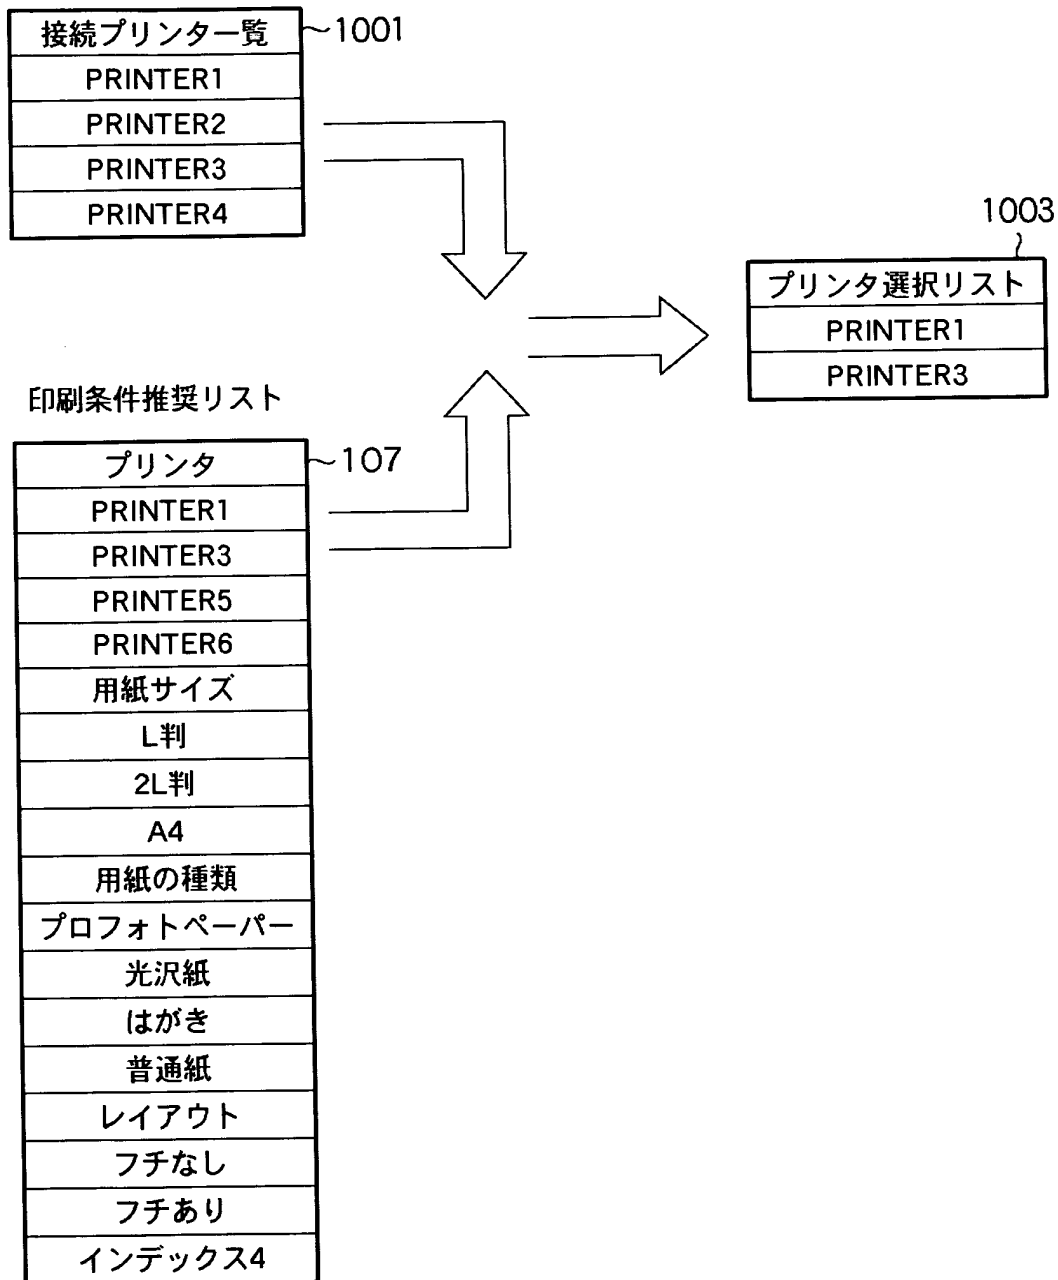 接続プリンター覧
1001
PRINTER1
PRINTER2
PRINTER3
PRINTER4
1003
プリンタ選択リスト
PRINTER1
PRINTER3
印刷条件推奨リスト
プリンタ
107
PRINTER1
PRINTER3
PRINTER5
PRINTER6
用紙サイズ
L判
2L判
A4
用紙の種類
プロフォトペーパー
光沢紙
はがき
普通紙
レイアウト
フチなし
フチあり
インデックス4